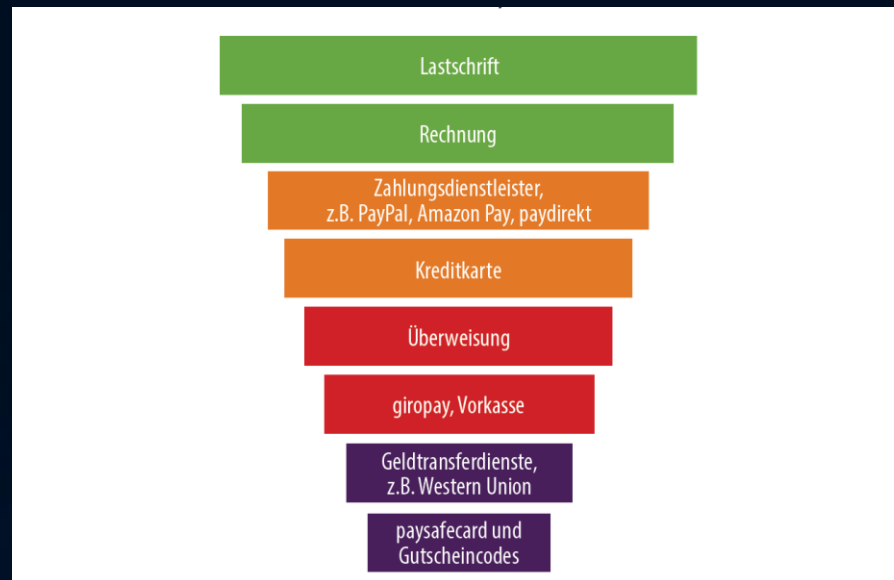 Lastschrift
Rechnung
Zahlungsdienstleister,
z.B. PayPal, Amazon Pay, paydirekt
Kreditkarte
Überweisung
giropay, Vorkasse
Geldtransferdienste,
z.B. Western Union
paysafecard und
Gutscheincodes